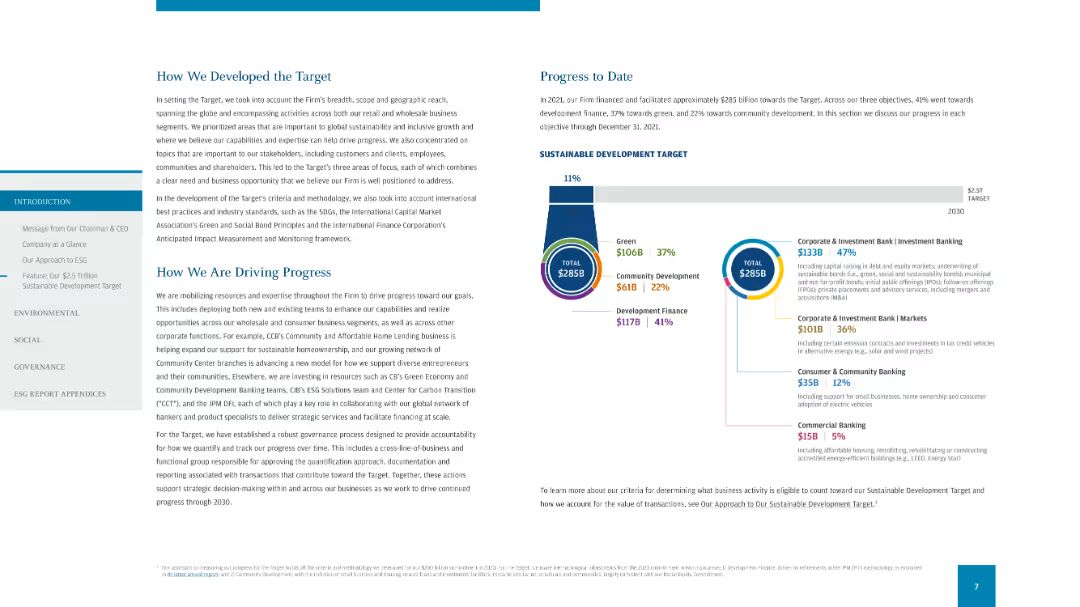 INTRODUCTION
Message from Our Chairman & CEO
Company at a Glance
Our Approach to ESG
Feature: Our $2.5 Trillion
Sustainable Development Target
ENVIRONMENTAL
SOCIAL
GOVERNANCE
ESG REPORT APPENDICES
How We Developed the Target
In setting the Target, we took into account the Firm's breadth, scope and geographic reach,
spanning the globe and encompassing activities across both our retail and wholesale business
segments. We prioritized areas that are important to global sustainability and inclusive growth and
where we believe our capabilities and expertise can help drive progress. We also concentrated on
topics that are important to our stakeholders, including customers and clients, employees,
communities and shareholders. This led to the Target's three areas of focus, each of which combines
a clear need and business opportunity that we believe our Firm is well positioned to address.
In the development of the Target's criteria and methodology, we also took into account international
best practices and industry standards, such as the SDGs, the International Capital Market
Association's Green and Social Bond Principles and the International Finance Corporation's
Anticipated Impact Measurement and Monitoring framework.
How We Are Driving Progress
We are mobilizing resources and expertise throughout the Firm to drive progress toward our goals.
This includes deploying both new and existing teams to enhance our capabilities and realize
opportunities across our wholesale and consumer business segments, as well as across other
corporate functions. For example, CCB's Community and Affordable Home Lending business is
helping expand our support for sustainable homeownership, and our growing network of
Community Center branches is advancing a new model for how we support diverse entrepreneurs
and their communities. Elsewhere, we are investing in resources such as CB's Green Economy and
Community Development Banking teams, CIB's ESG Solutions team and Center for Carbon Transition
("CCT"), and the JPM DFI, each of which play a key role in collaborating with our global network of
bankers and product specialists to deliver strategic services and facilitate financing at scale.
For the Target, we have established a robust governance process designed to provide accountability
for how we quantify and track our progress over time. This includes a cross-line-of-business and
functional group responsible for approving the quantification approach, documentation and
reporting associated with transactions that contribute toward the Target. Together, these actions
support strategic decision-making within and across our businesses as we work to drive continued
progress through 2030.
Progress to Date
In 2021, our Firm financed and facilitated approximately $285 billion towards the Target. Across our three objectives, 41% went towards
development finance, 37% towards green, and 22% towards community development. In this section we discuss our progress in each
objective through December 31, 2021.
SUSTAINABLE DEVELOPMENT TARGET
11%
$2.5T
TARGET
2030
TOTAL
$285B
Green
$106B | 37%
Community Development
$61B | 22%
Development Finance
$117B | 41%
TOTAL
$285B
Corporate & Investment Bank | Investment Banking
$133B | 47%
Including capital raising in debt and equity markets; underwriting of
sustainable bonds (i.e., green, social and sustainability bonds); municipal
and not for profit bonds; initial public offerings (IPOs); follow-on offerings
(FPOs); private placements and advisory services, including mergers and
acquisitions (M&A)
Corporate & Investment Bank | Markets
$101B | 36%
Including certain emission contracts and investments in tax credit vehicles
in alternative energy (e.g., solar and wind projects)
Consumer & Community Banking
$35B | 12%
Including support for small businesses, home ownership and consumer
adoption of electric vehicles
Commercial Banking
$15B | 5%
Including affordable housing, retrofitting, rehabilitating or constructing
accredited energy-efficient buildings (e.g., LEED, Energy Star)
To learn more about our criteria for determining what business activity is eligible to count toward our Sustainable Development Target and
how we account for the value of transactions, see Our Approach to Our Sustainable Development Target.¹
7